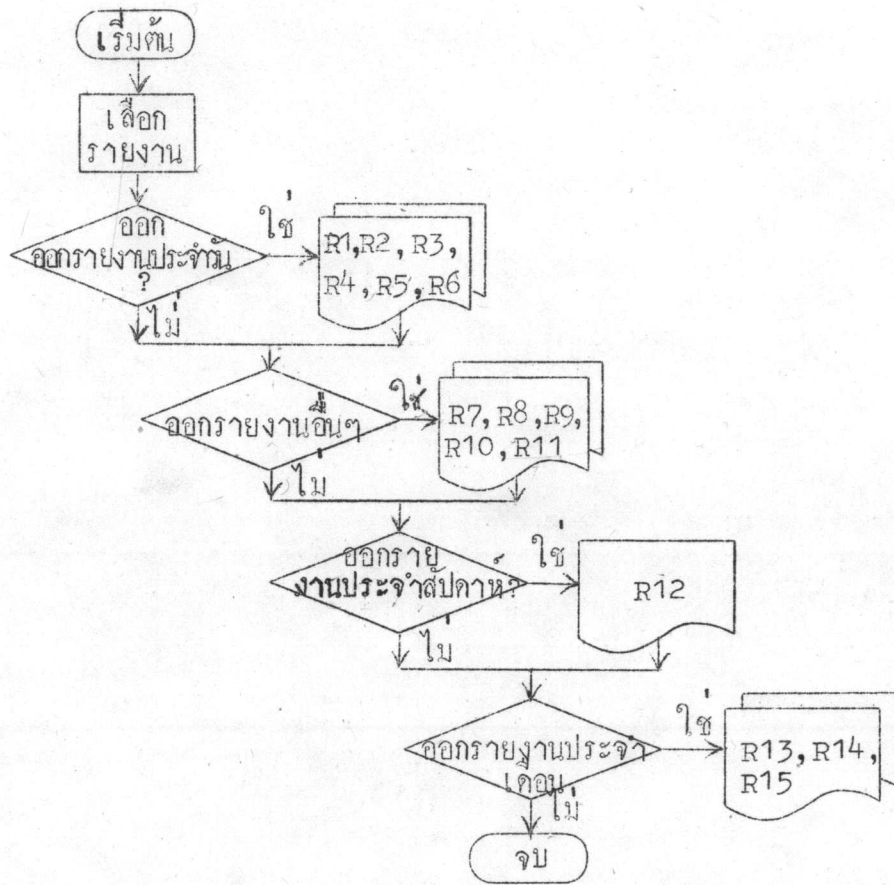 เริ่มต้น
เลือก
รายงาน
ออก
ออกรายงานประจำวัน
?
ใช่
R1,R2, R3,
R4,R5,R6
ไม่
ออกรายงานอื่นๆ
ใช่
R7,R8,R9,
R10,R11
ไม่
ออกราย
งานประจำสัปดาห์?
ใช่
R12
ไม่
ออกรายงานประจำ
เดือน
ใช่
R13,R14,
R15
ไม่
จบ